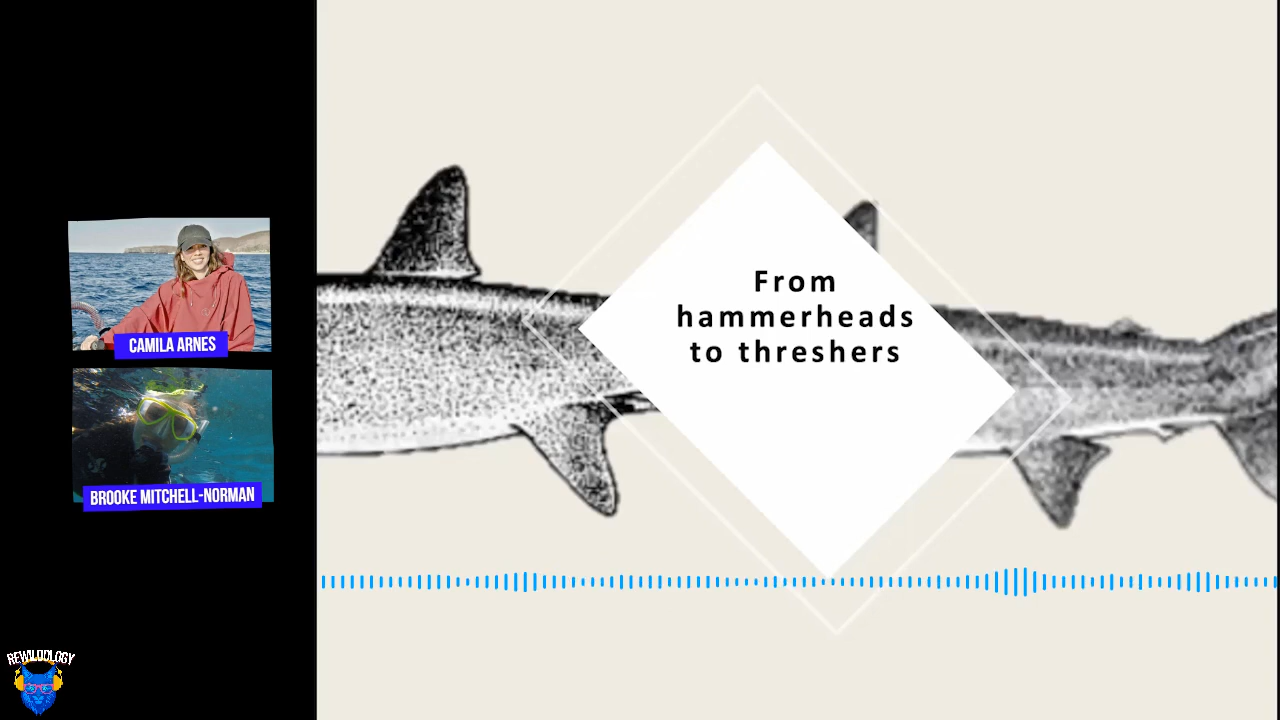 From
hammerheads
to threshers
CAMILA ARNES
BROOKE MITCHELL-NORMAN
REWILDOLOGY